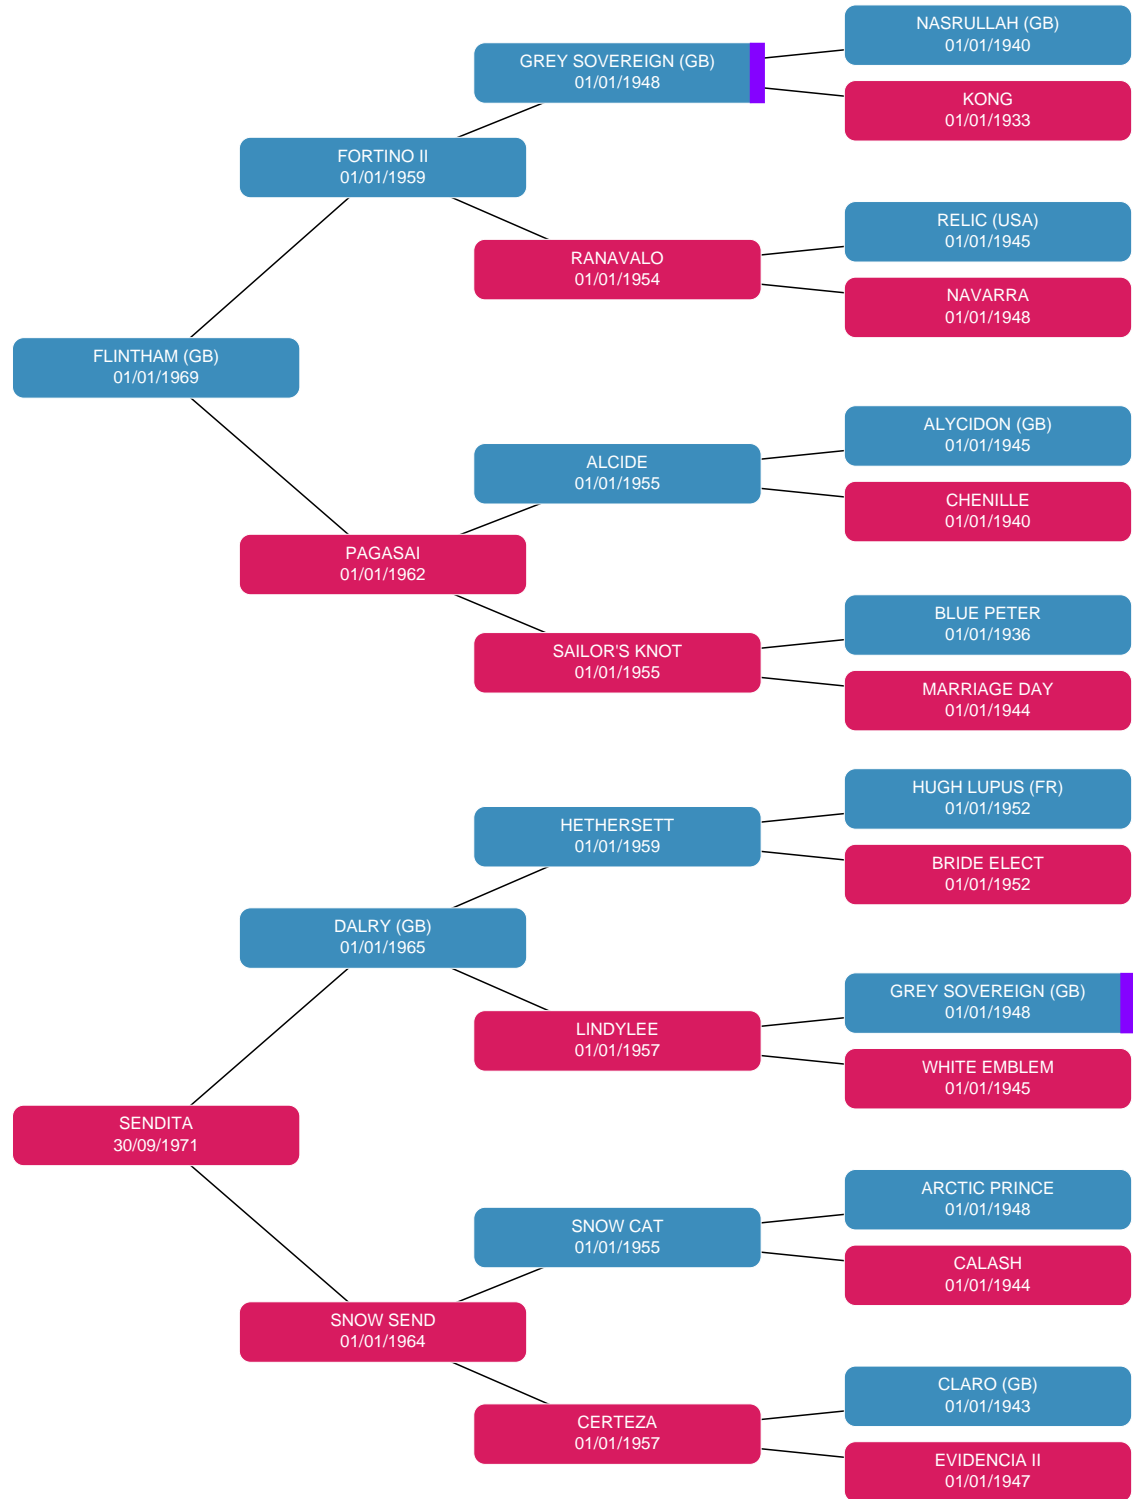 NASRULLAH (GB)
01/01/1940
GREY SOVEREIGN (GB)
01/01/1948
KONG
01/01/1933
FORTINO II
01/01/1959
RELIC (USA)
01/01/1945
RANAVALO
01/01/1954
NAVARRA
01/01/1948
FLINTHAM (GB)
01/01/1969
ALYCIDON (GB)
01/01/1945
ALCIDE
01/01/1955
CHENILLE
01/01/1940
PAGASAI
01/01/1962
BLUE PETER
01/01/1936
SAILOR'S KNOT
01/01/1955
MARRIAGE DAY
01/01/1944
HUGH LUPUS (FR)
01/01/1952
HETHERSETT
01/01/1959
BRIDE ELECT
01/01/1952
DALRY (GB)
01/01/1965
GREY SOVEREIGN (GB)
01/01/1948
LINDYLEE
01/01/1957
WHITE EMBLEM
01/01/1945
SENDITA
30/09/1971
ARCTIC PRINCE
01/01/1948
SNOW CAT
01/01/1955
CALASH
01/01/1944
SNOW SEND
01/01/1964
CLARO (GB)
01/01/1943
CERTEZA
01/01/1957
EVIDENCIA II
01/01/1947